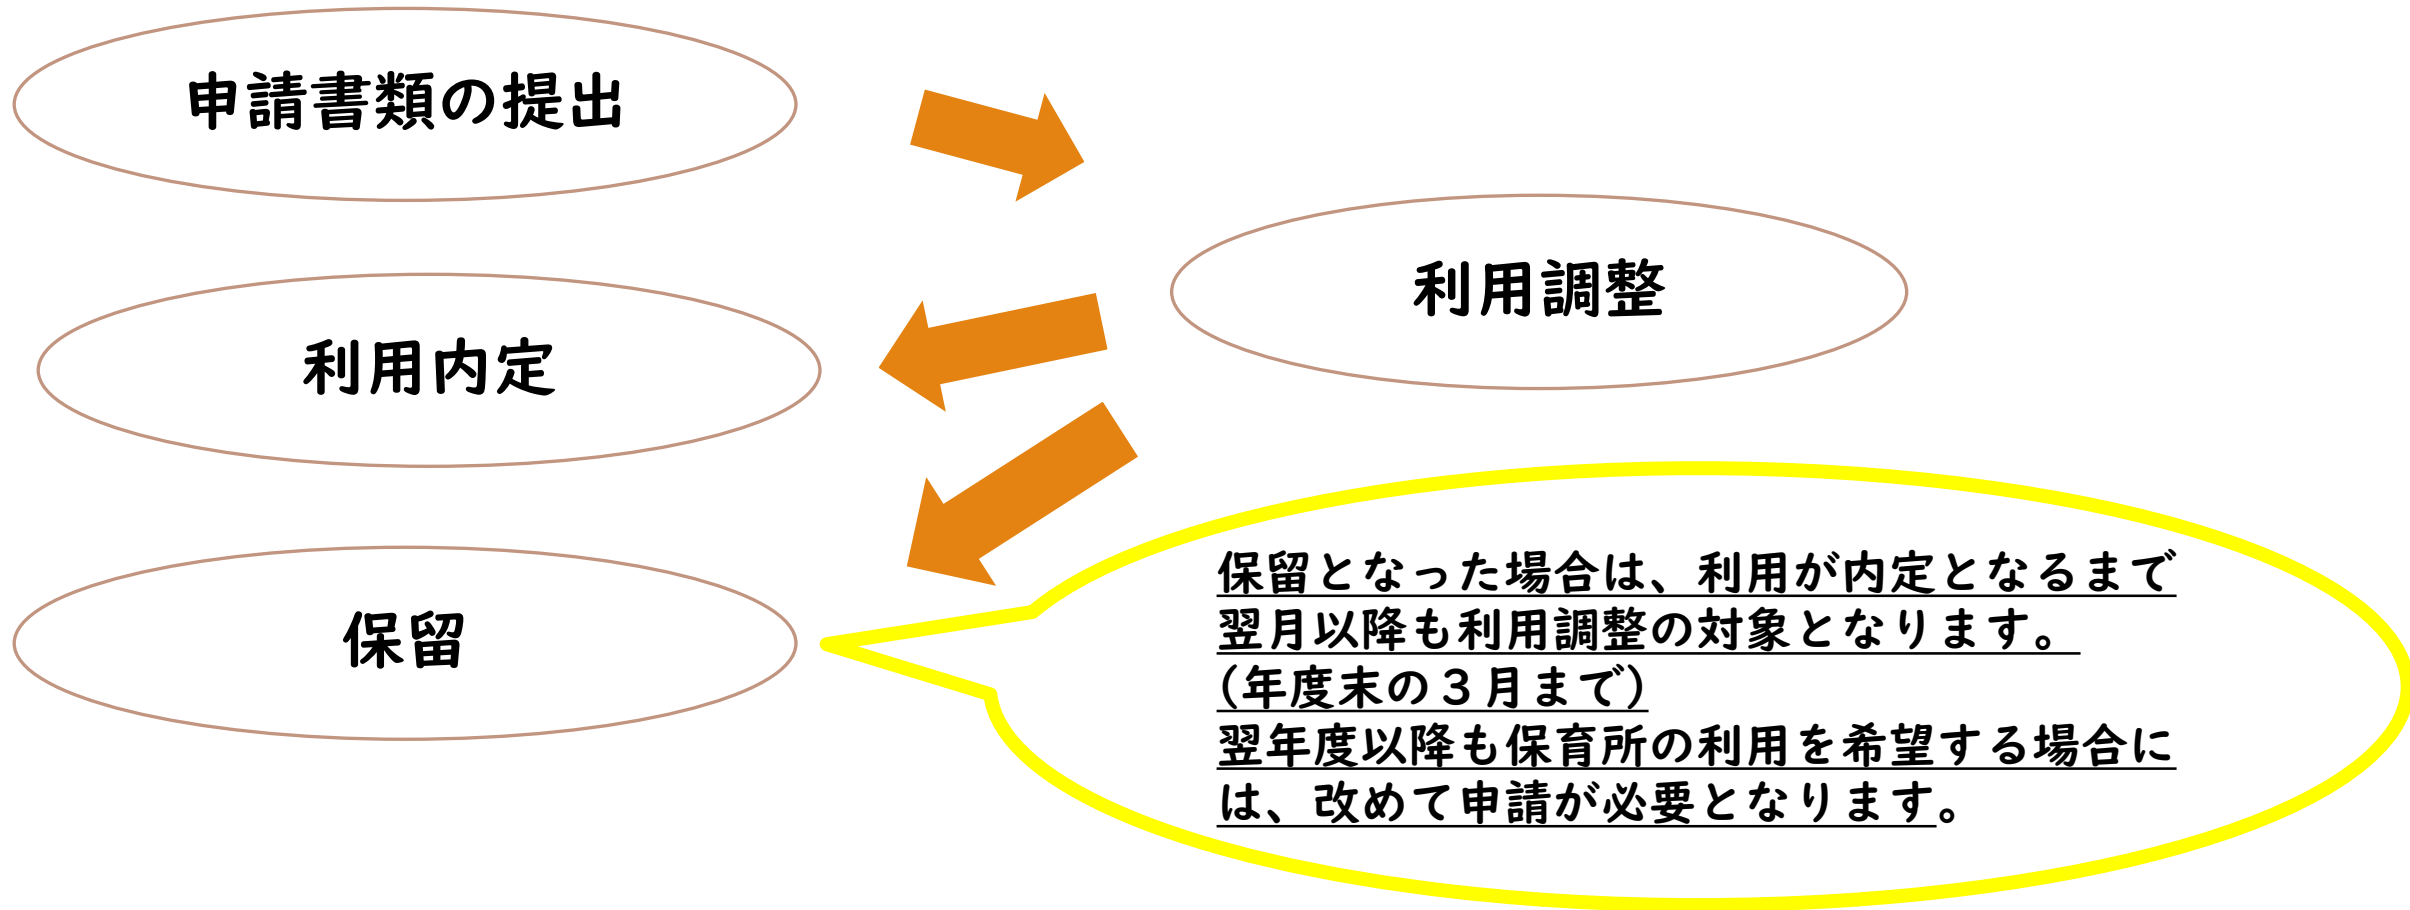 申請書類の提出
利用調整
利用内定
保留
保留となった場合は、利用が内定となるまで
翌月以降も利用調整の対象となります。
(年度末の３月まで)
翌年度以降も保育所の利用を希望する場合に
は、改めて申請が必要となります。